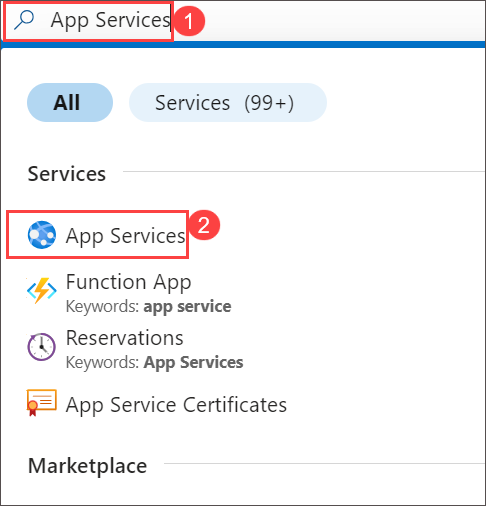 App Services 1
All Services (99+)
Services
App Services 2
Function App
Keywords: app service
Reservations
Keywords: App Services
App Service Certificates
Marketplace